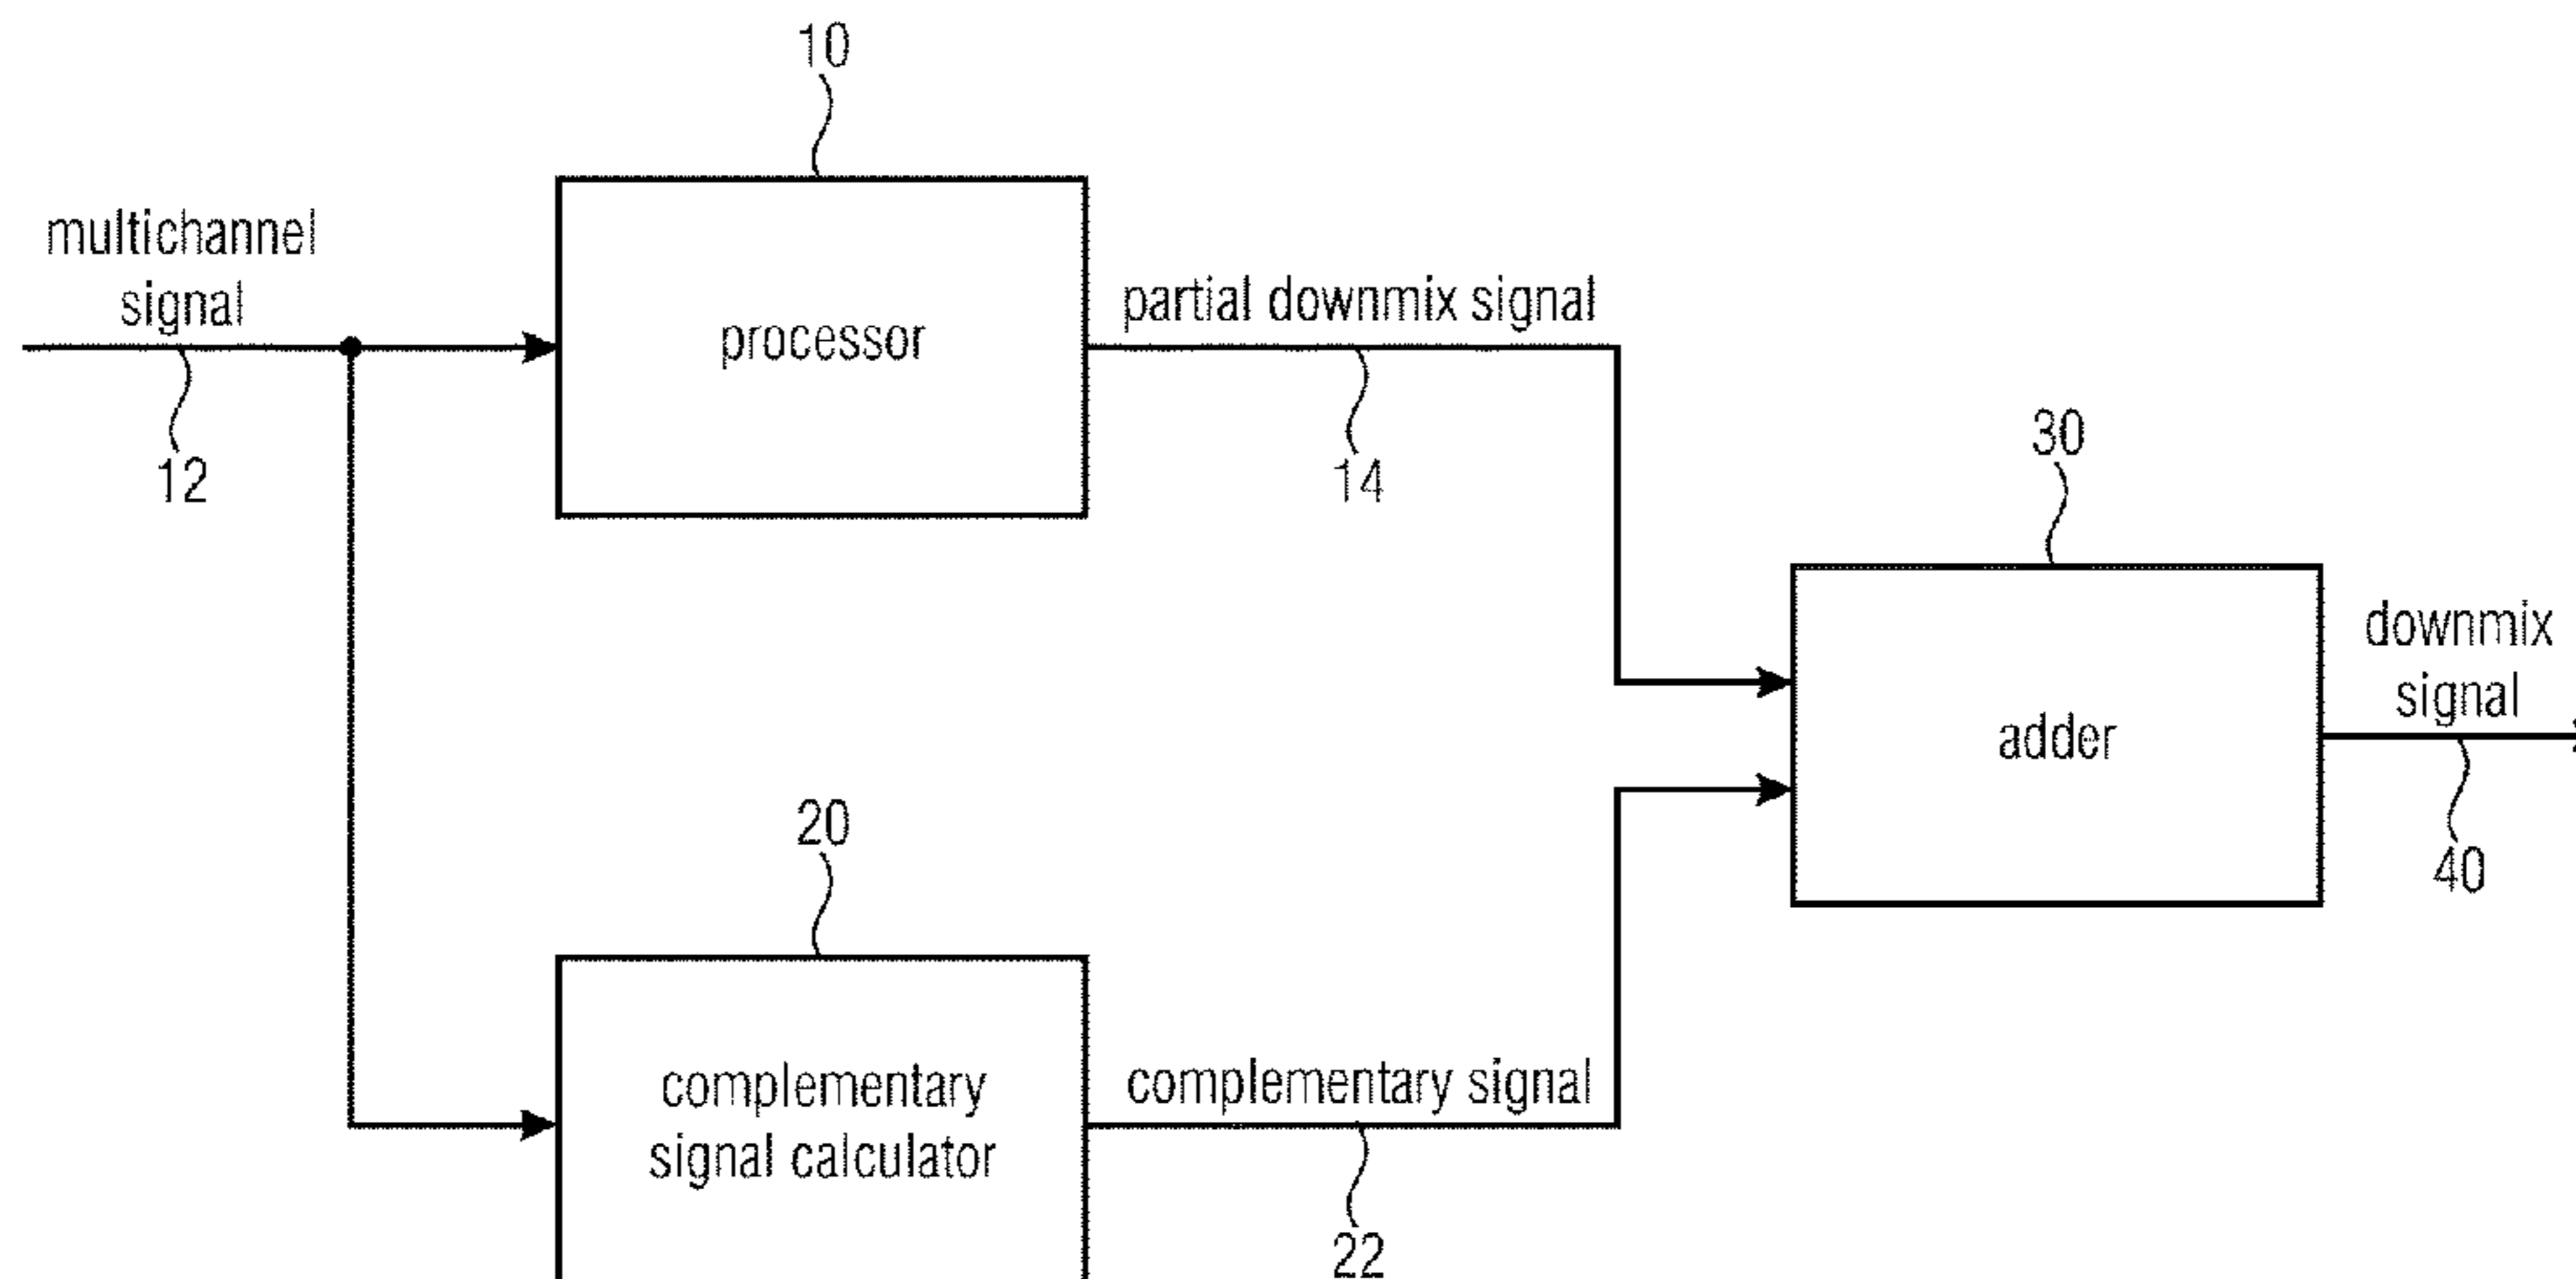 10
multichannel
signal
processor
partial downmix signal
12
14
30
downmix
signal
adder
20
40
complementary
signal calculator
complementary signal
22